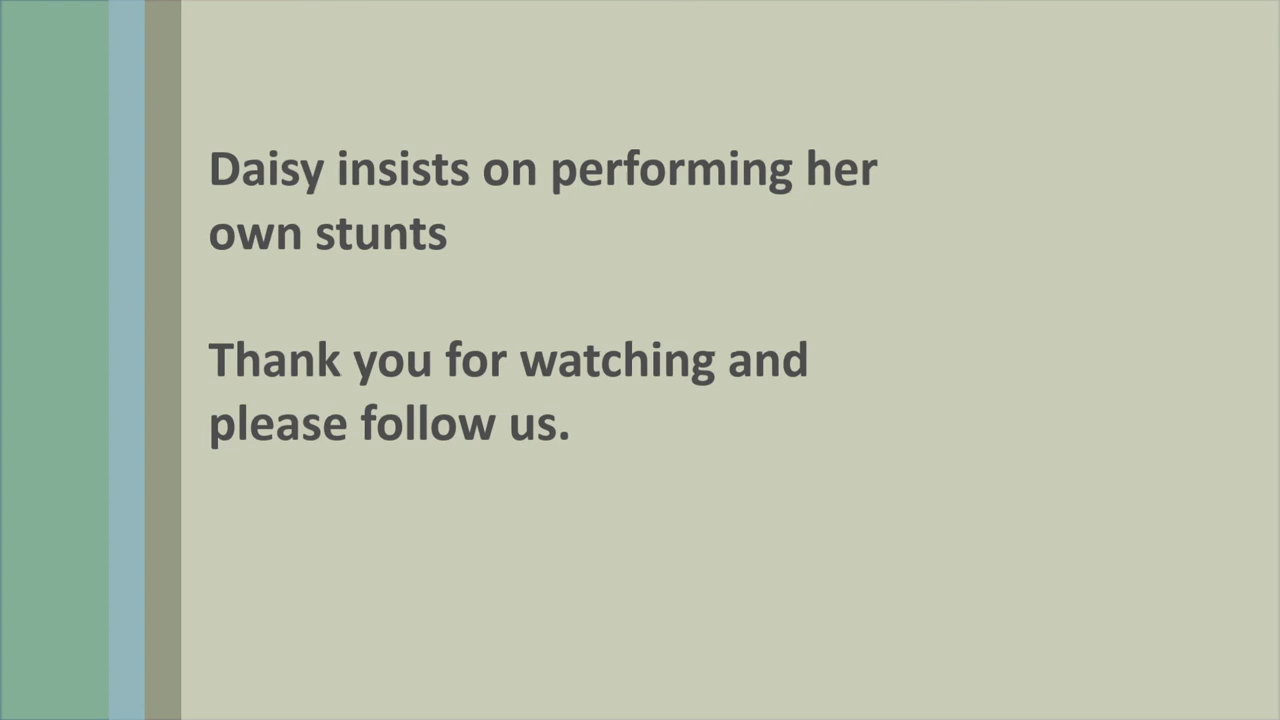 Daisy insists on performing her
own stunts
Thank you for watching and
please follow us.